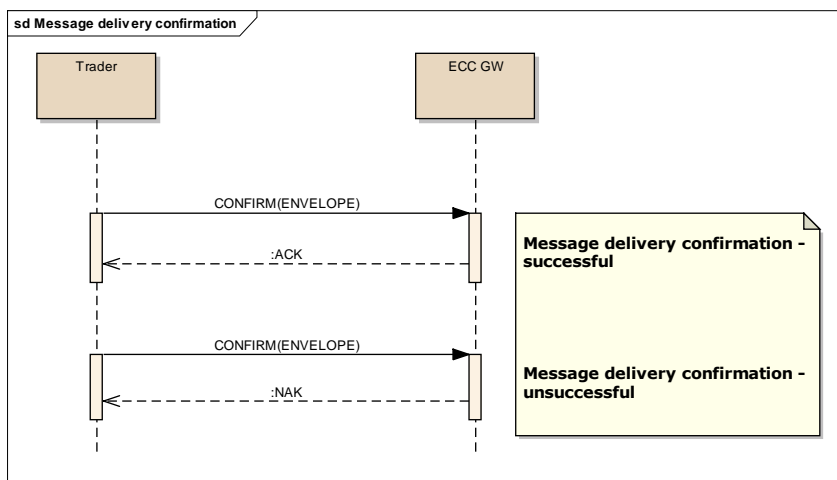 sd Message delivery confirmation
Trader
ECC GW
CONFIRM(ENVELOPE)
:ACK
Message delivery confirmation -
successful
CONFIRM(ENVELOPE)
:NAK
Message delivery confirmation -
unsuccessful